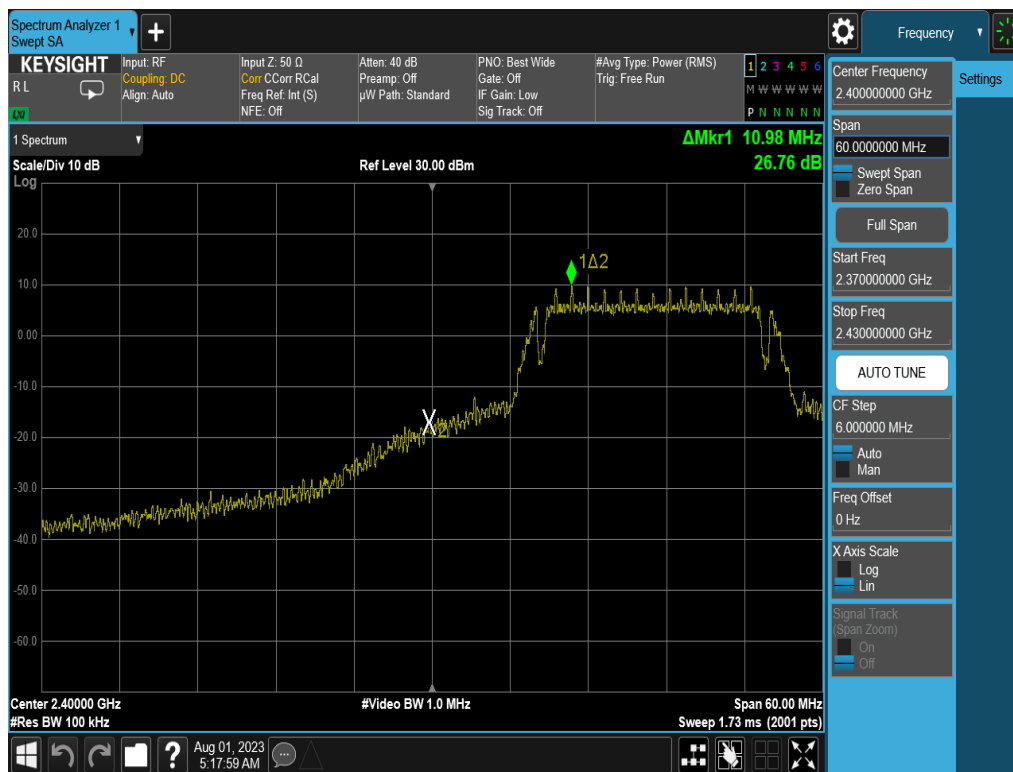 Spectrum Analyzer 1
Swept SA
Frequency
KEYSIGHT
R L
LXI
Input: RF
Coupling: DC
Align: Auto
Input Z: 50 Ω
Corr CCorr RCal
Freq Ref: Int (S)
NFE: Off
Atten: 40 dB
Preamp: Off
µW Path: Standard
PNO: Best Wide
Gate: Off
IF Gain: Low
Sig Track: Off
#Avg Type: Power (RMS)
Trig: Free Run
1 2 3 4 5 6
M W W W W W
P N N N N N
1 Spectrum
Scale/Div 10 dB
Log
Ref Level 30.00 dBm
ΔMkr1 10.98 MHz
26.76 dB
20.0
10.0
0.00
-10.0
-20.0
-30.0
-40.0
-50.0
-60.0
1Δ2
X2
Center 2.40000 GHz
#Res BW 100 kHz
#Video BW 1.0 MHz
Span 60.00 MHz
Sweep 1.73 ms (2001 pts)
Center Frequency
2.400000000 GHz
Settings
Span
60.0000000 MHz
Swept Span
Zero Span
Full Span
Start Freq
2.370000000 GHz
Stop Freq
2.430000000 GHz
AUTO TUNE
CF Step
6.000000 MHz
Auto
Man
Freq Offset
0 Hz
X Axis Scale
Log
Lin
Signal Track
(Span Zoom)
On
Off
?
Aug 01, 2023
5:17:59 AM